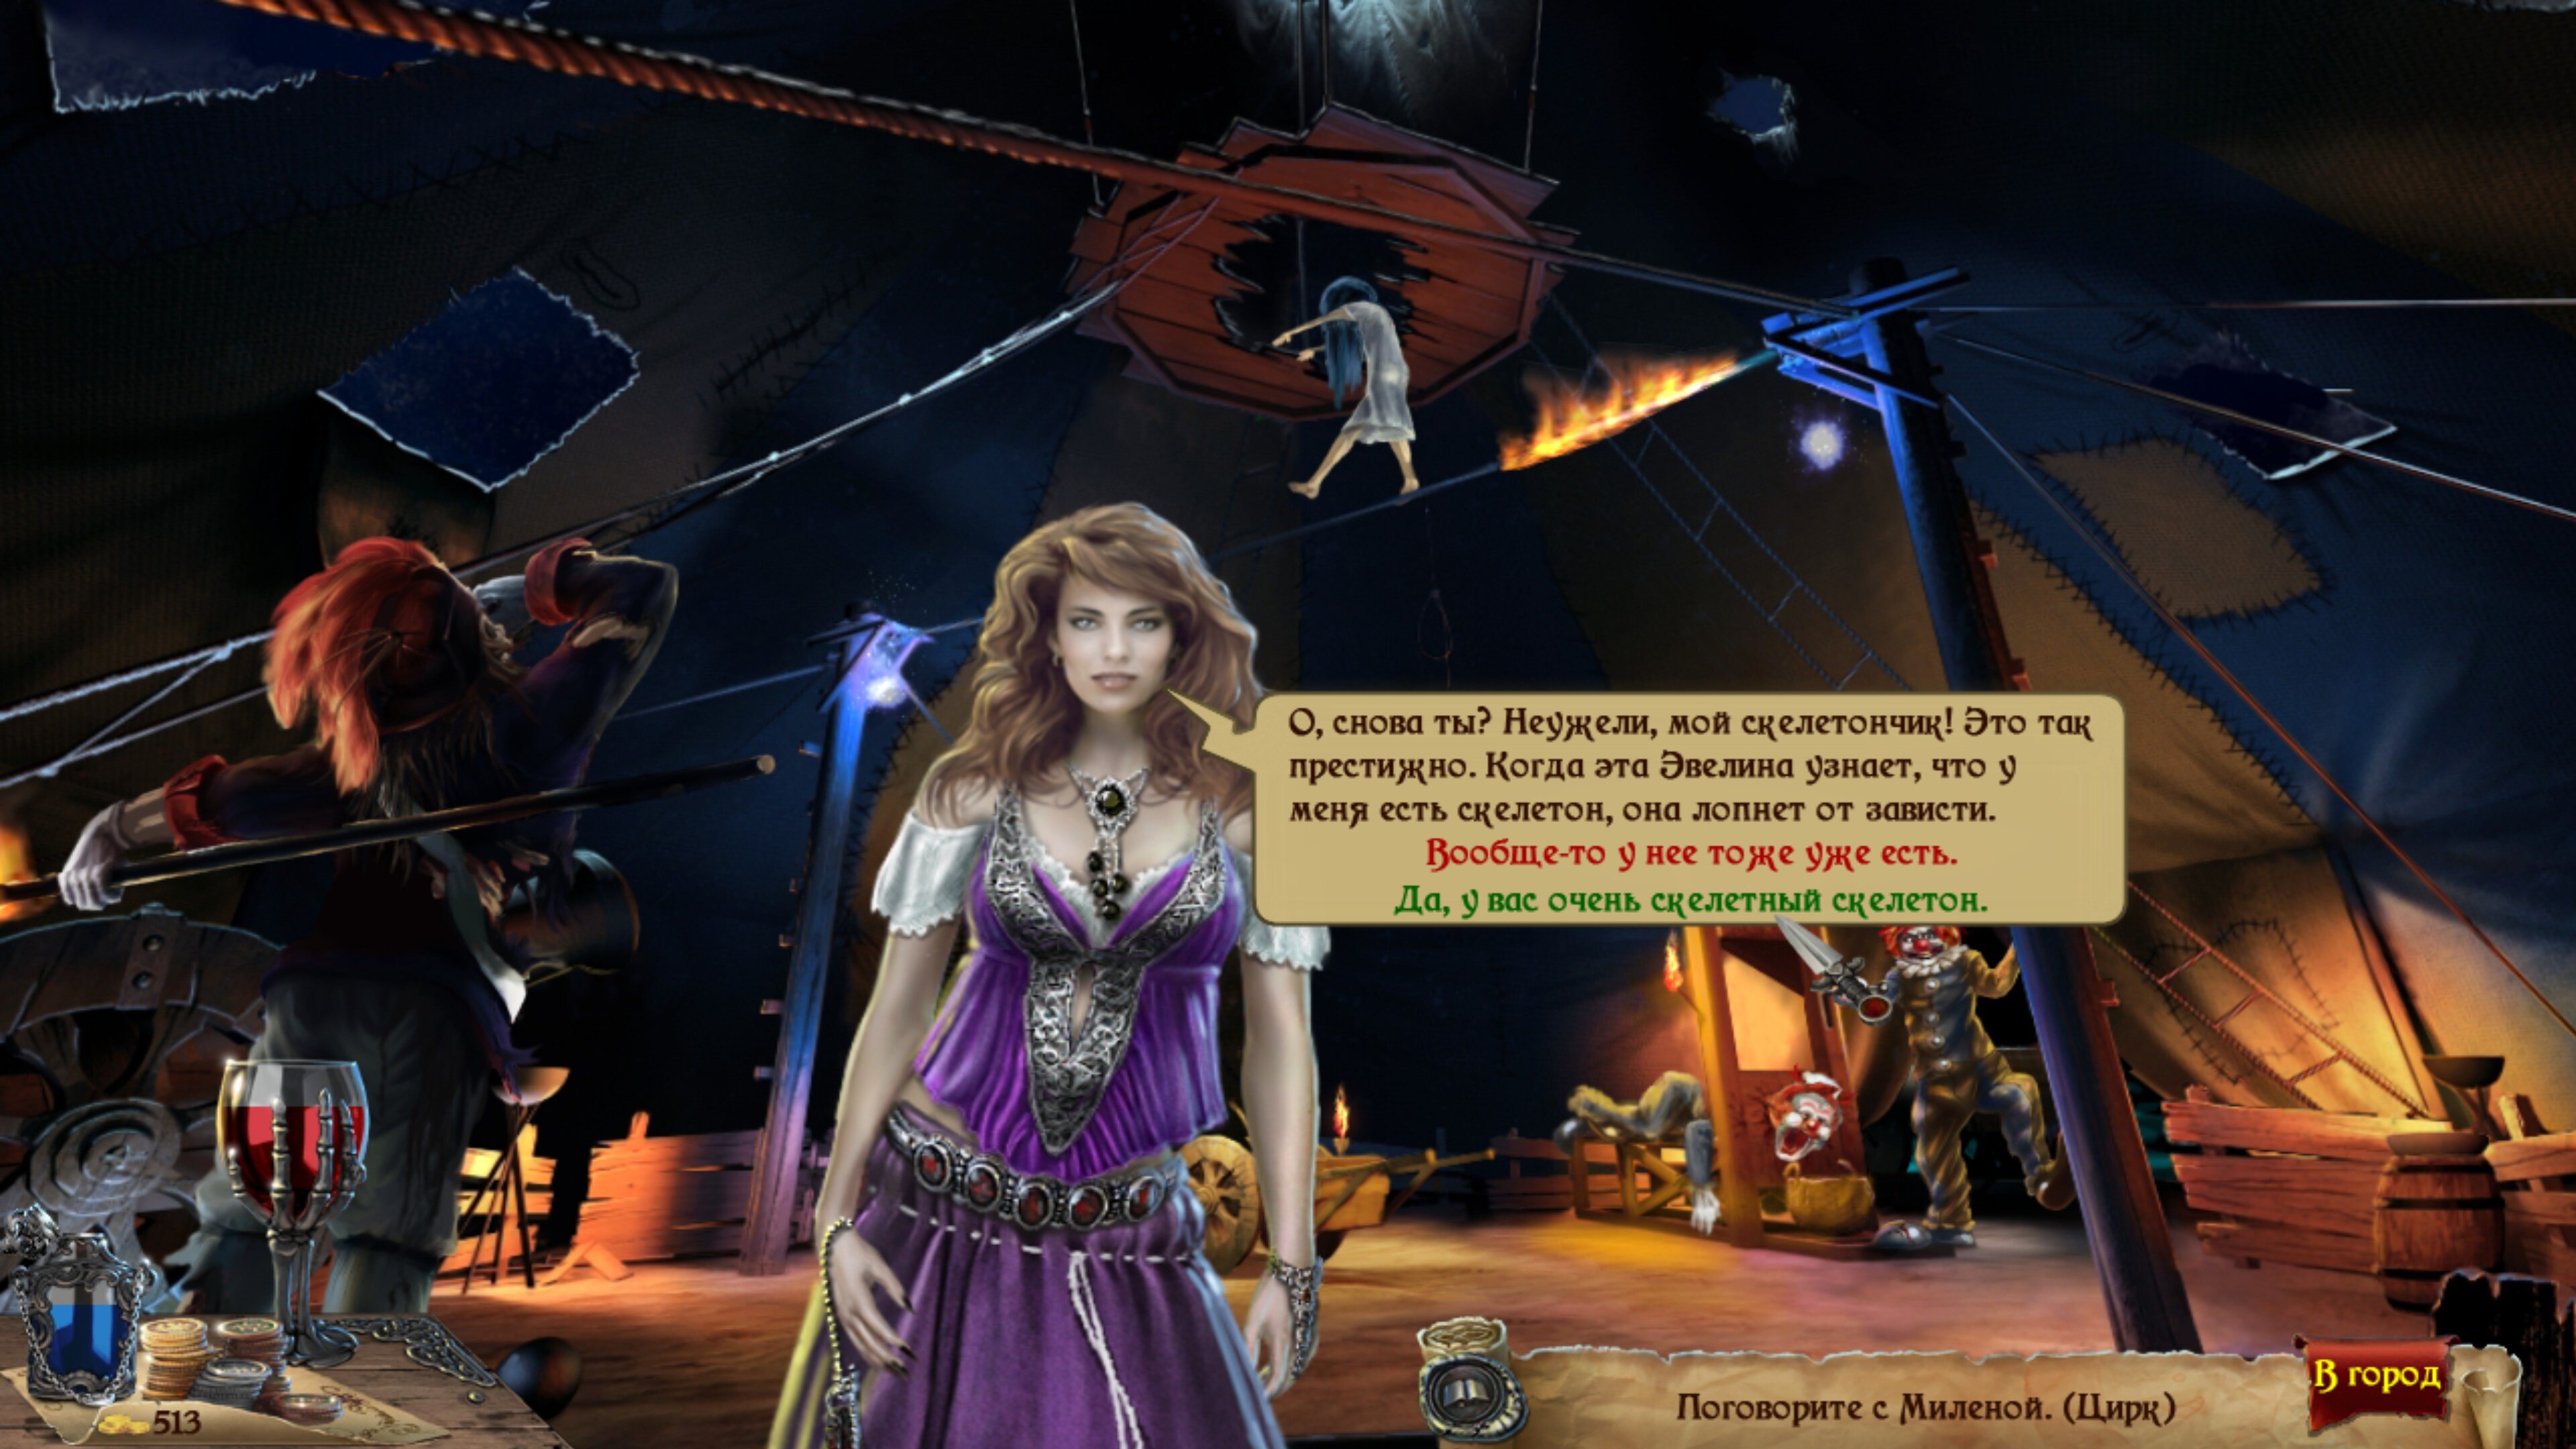 О, снова ты? Неужели, мой скелетончик! Это так
престижно. Когда эта Эвелина узнает, что у
меня есть скелетон, она лопнет от зависти.
Вообще-то у нее тоже уже есть.
Да, у вас очень скелетный скелетон.
В город
Поговорите с Миленой. (Цирк)
513